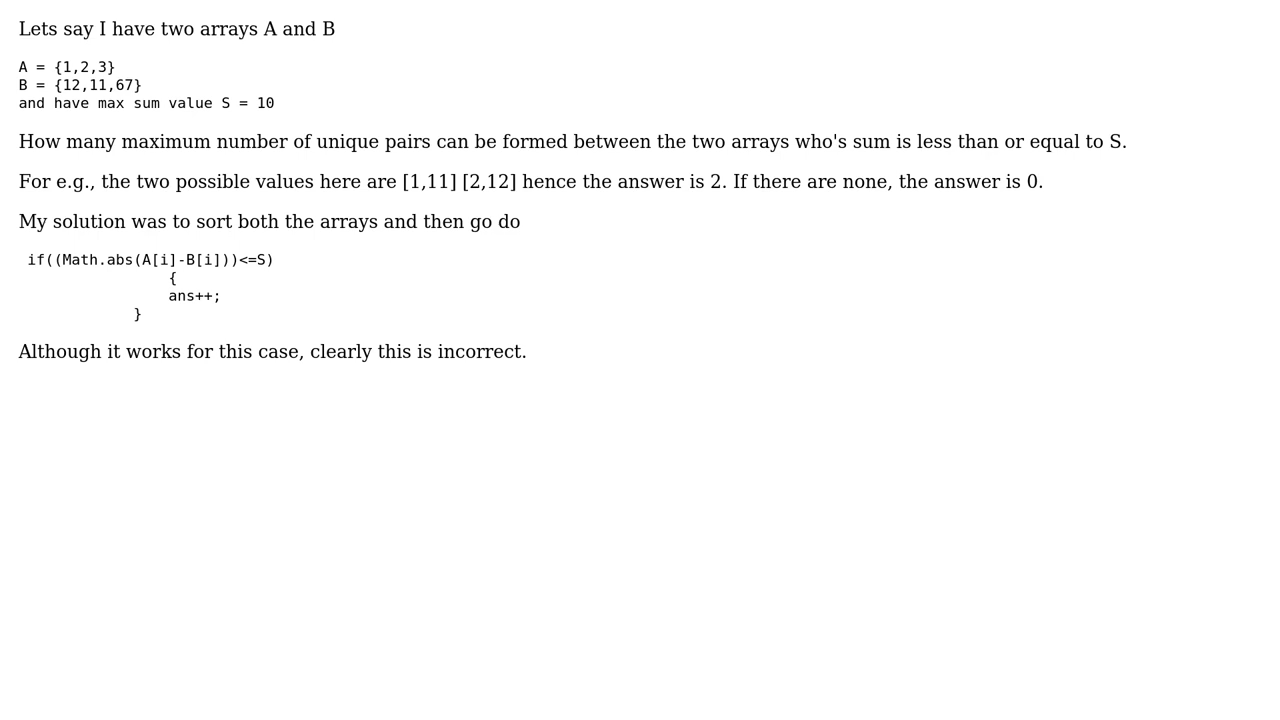 Lets say I have two arrays A and B
A = {1,2,3}
B = {12,11,67}
and have max sum value S = 10
How many maximum number of unique pairs can be formed between the two arrays who's sum is less than or equal to S.
For e.g., the two possible values here are [1,11] [2,12] hence the answer is 2. If there are none, the answer is 0.
My solution was to sort both the arrays and then go do
if((Math.abs(A[i]-B[i]))<=S)
{
ans++;
}
Although it works for this case, clearly this is incorrect.